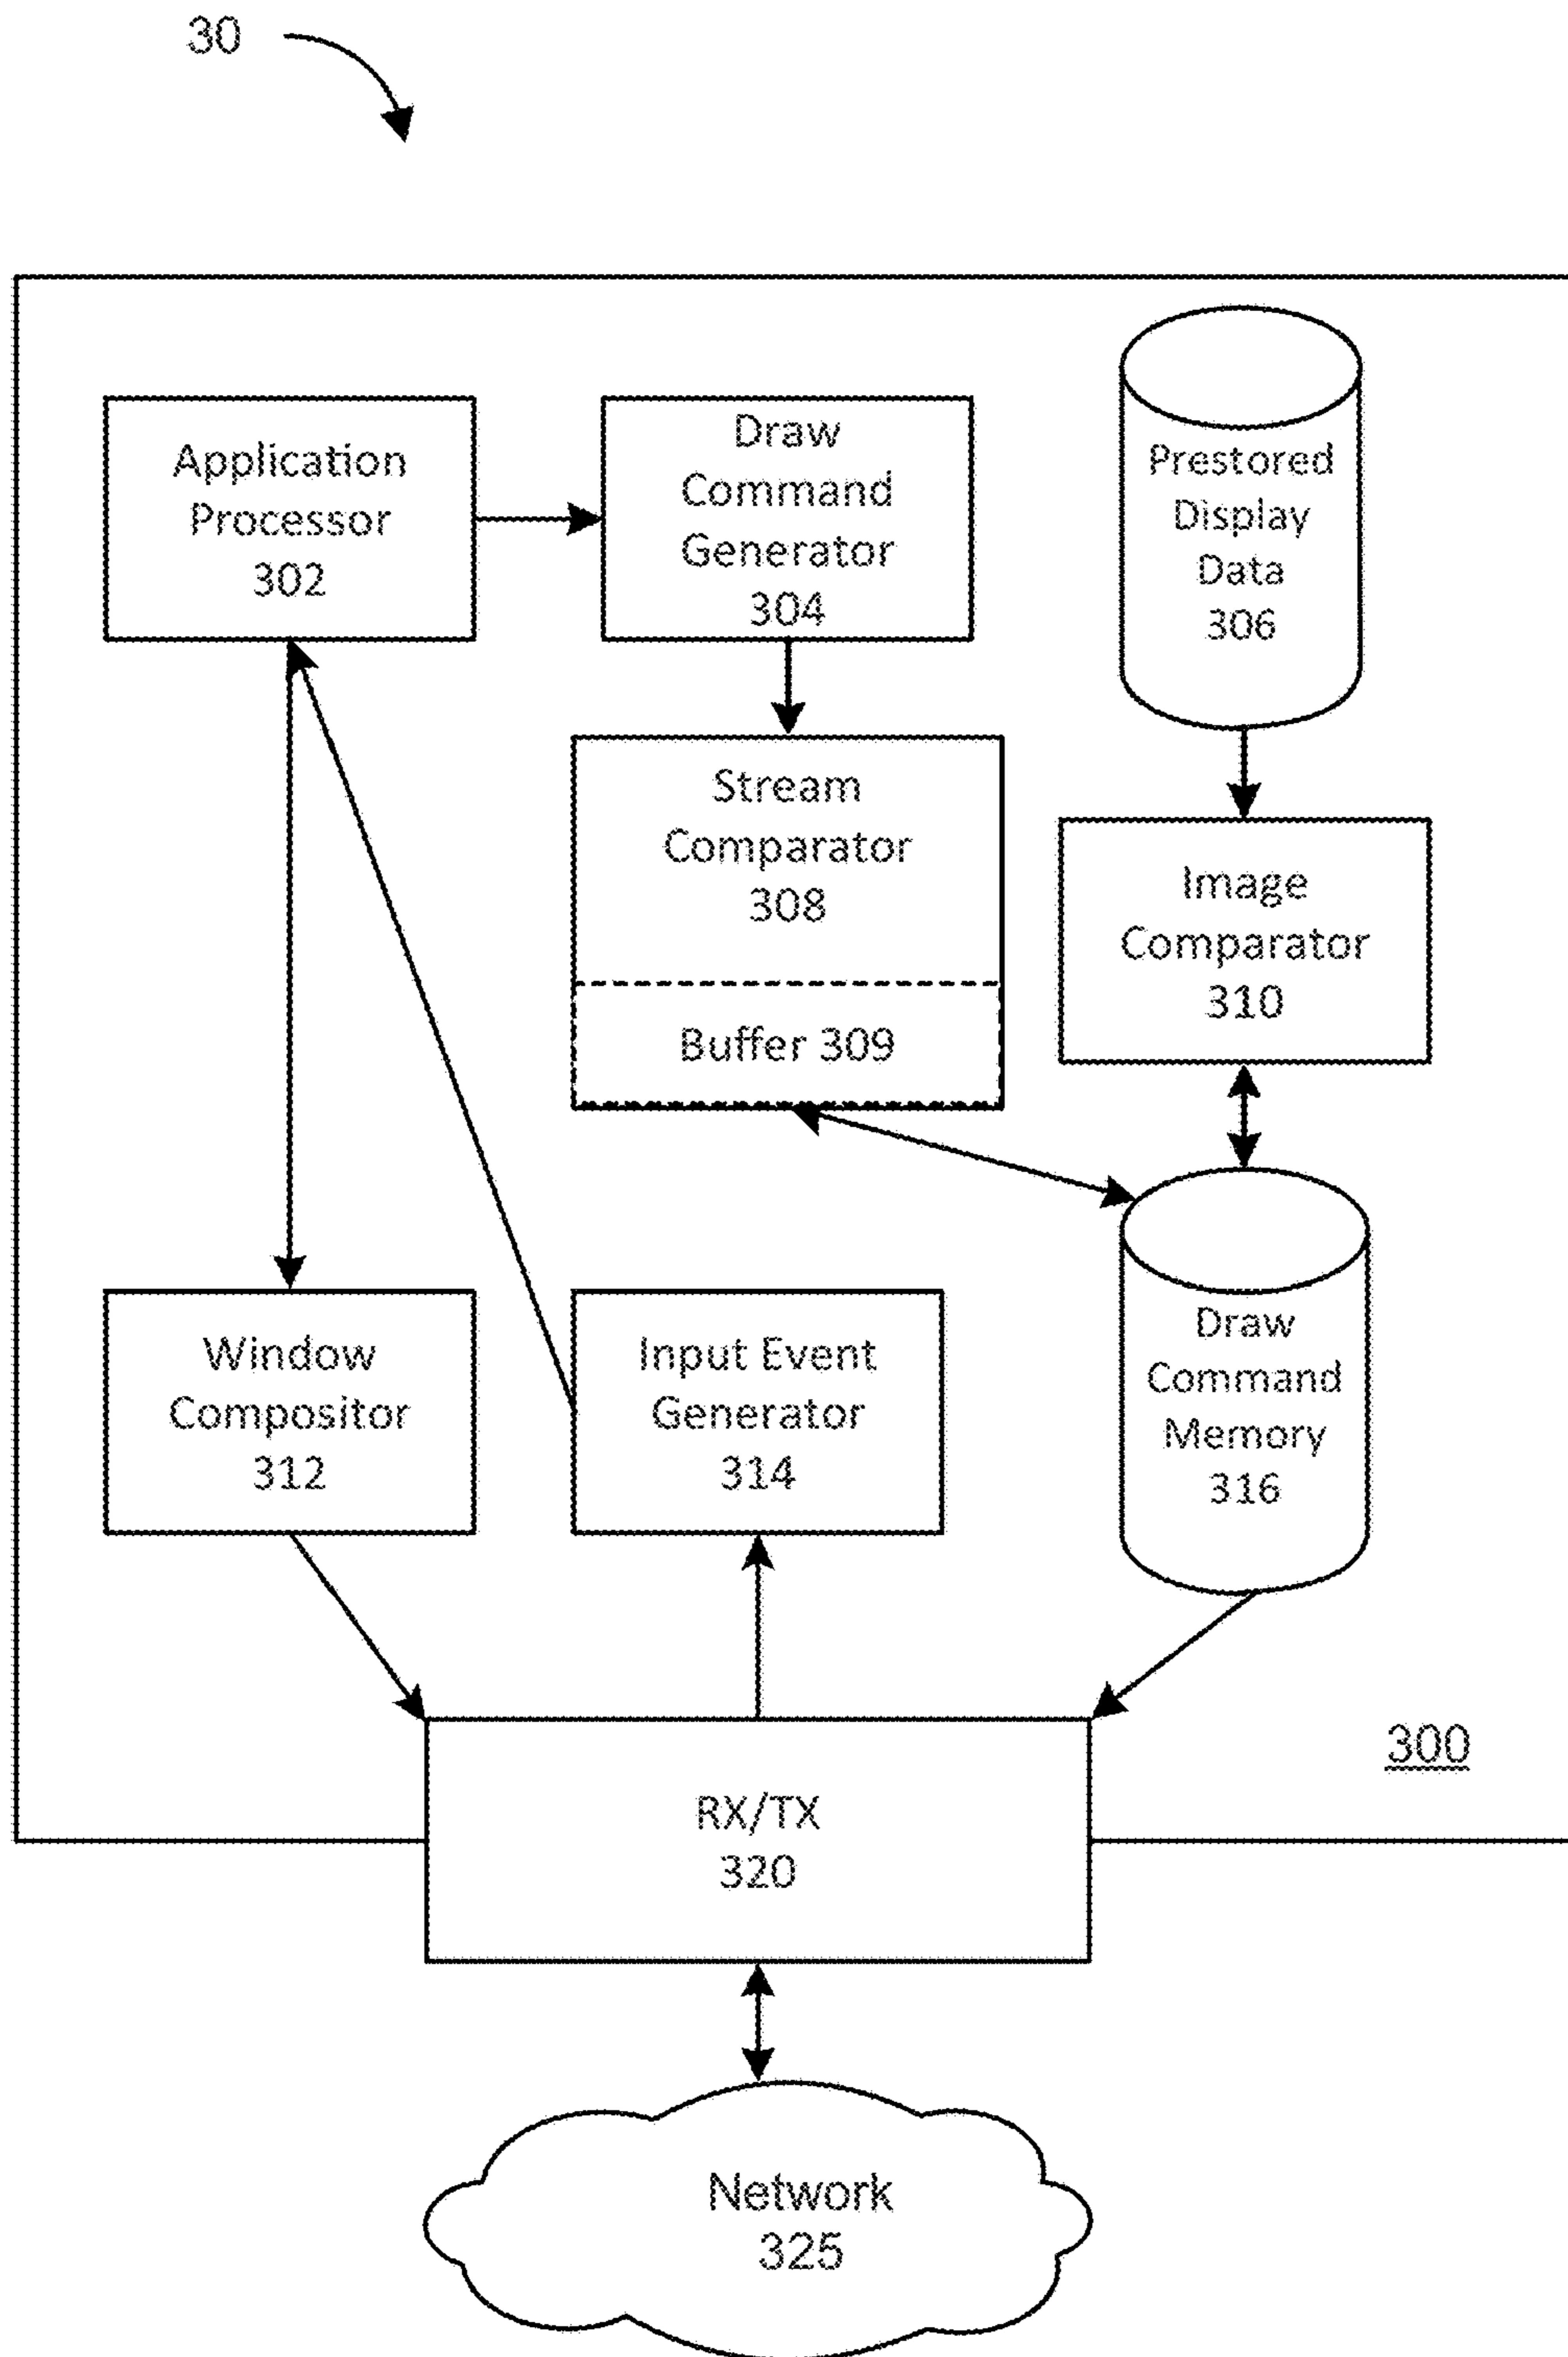 30
Application
Processor
302
Draw
Command
Generator
304
Prestored
Display
Data
306
Stream
Comparator
308
Buffer 309
Image
Comparator
310
Window
Compositor
312
Input Event
Generator
314
Draw
Command
Memory
316
300
RX/TX
320
Network
325